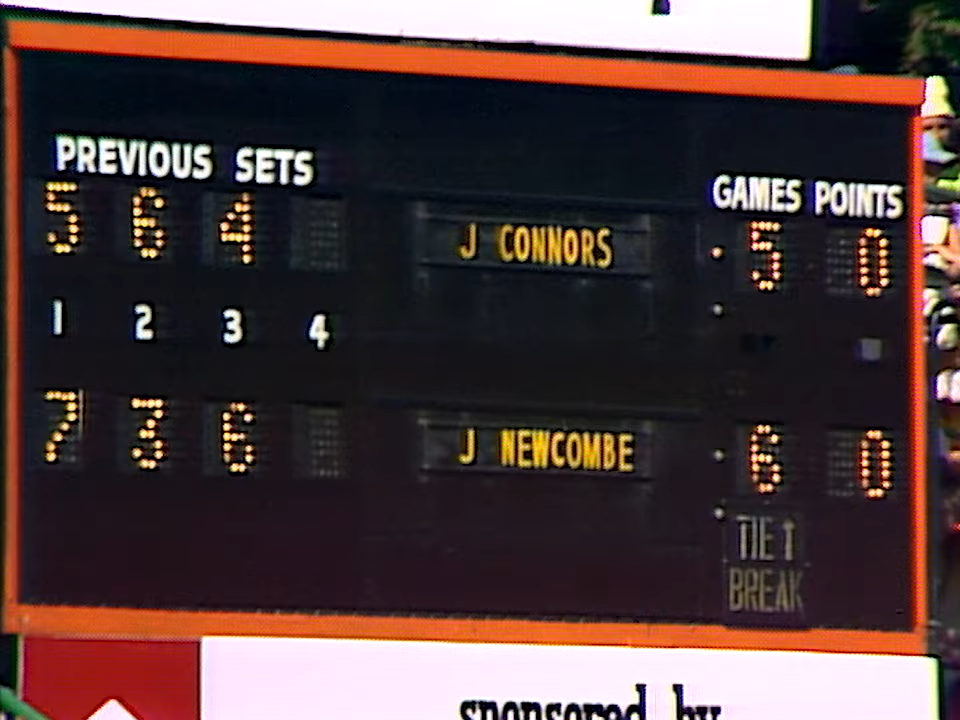 PREVIOUS SETS
GAMES POINTS
5 6 4 J CONNORS 5 0
1 2 3 4
7 3 6 J NEWCOMBE 6 0
TIE
BREAK
sponsored by